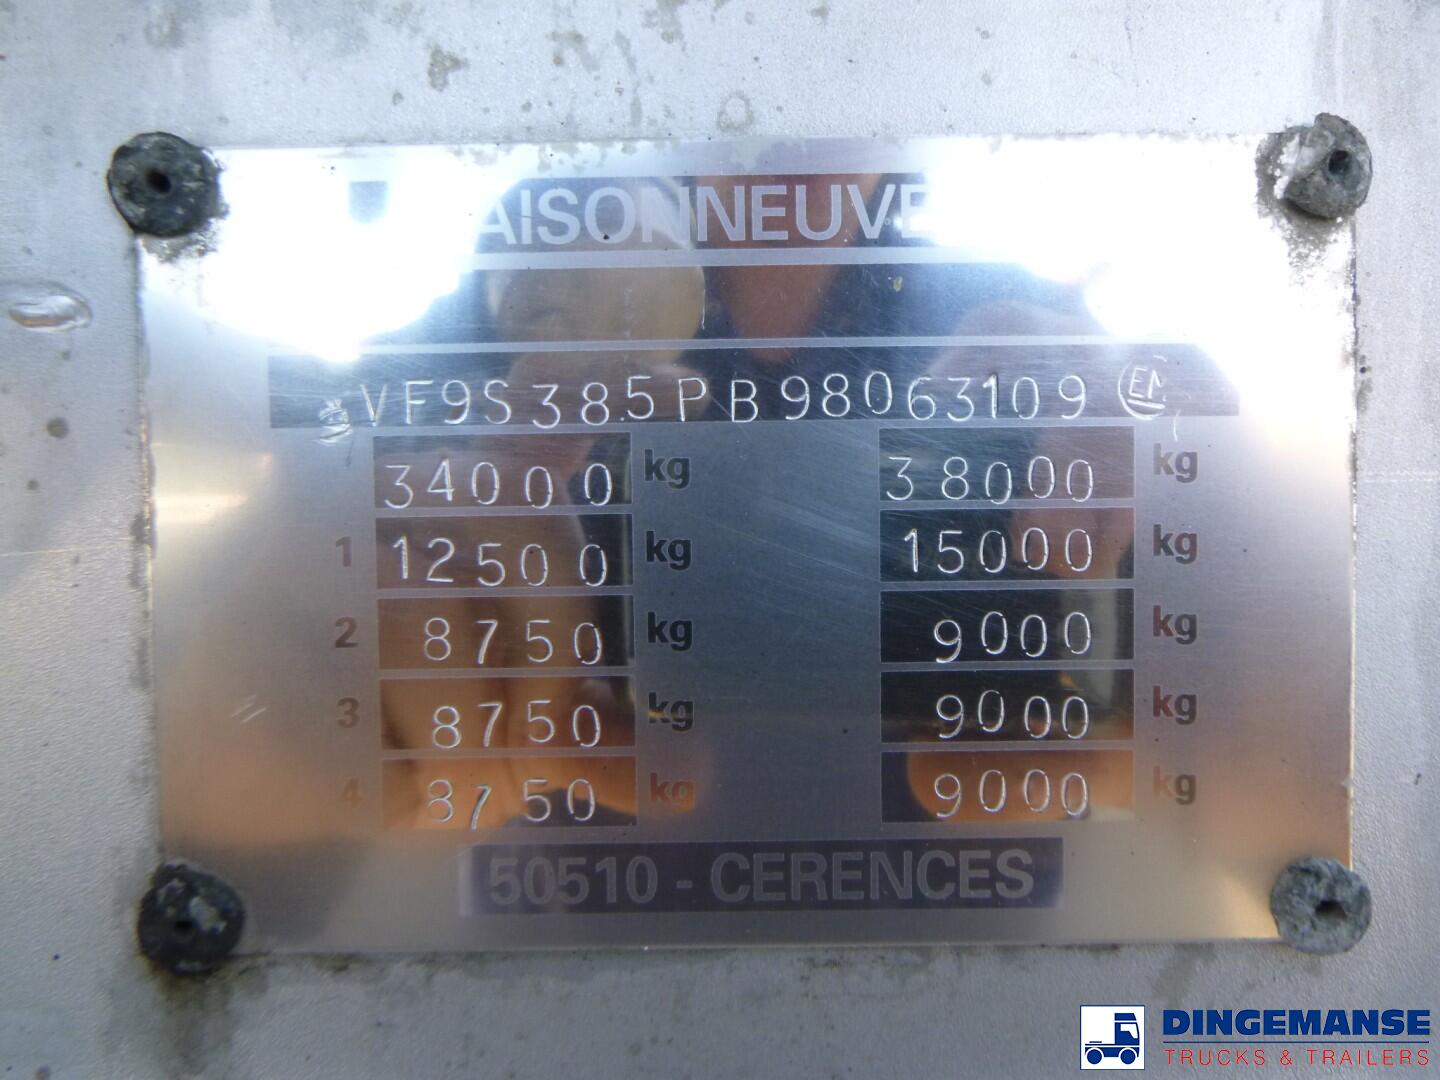 AISONNEUVE
VF9S385PB98063109
34000 kg 38000 kg
1 12500 kg 15000 kg
2 8750 kg 9000 kg
3 8750 kg 9000 kg
4 8750 kg 9000 kg
50510 - CERENCES
DINGEMANSE
TRUCKS & TRAILERS